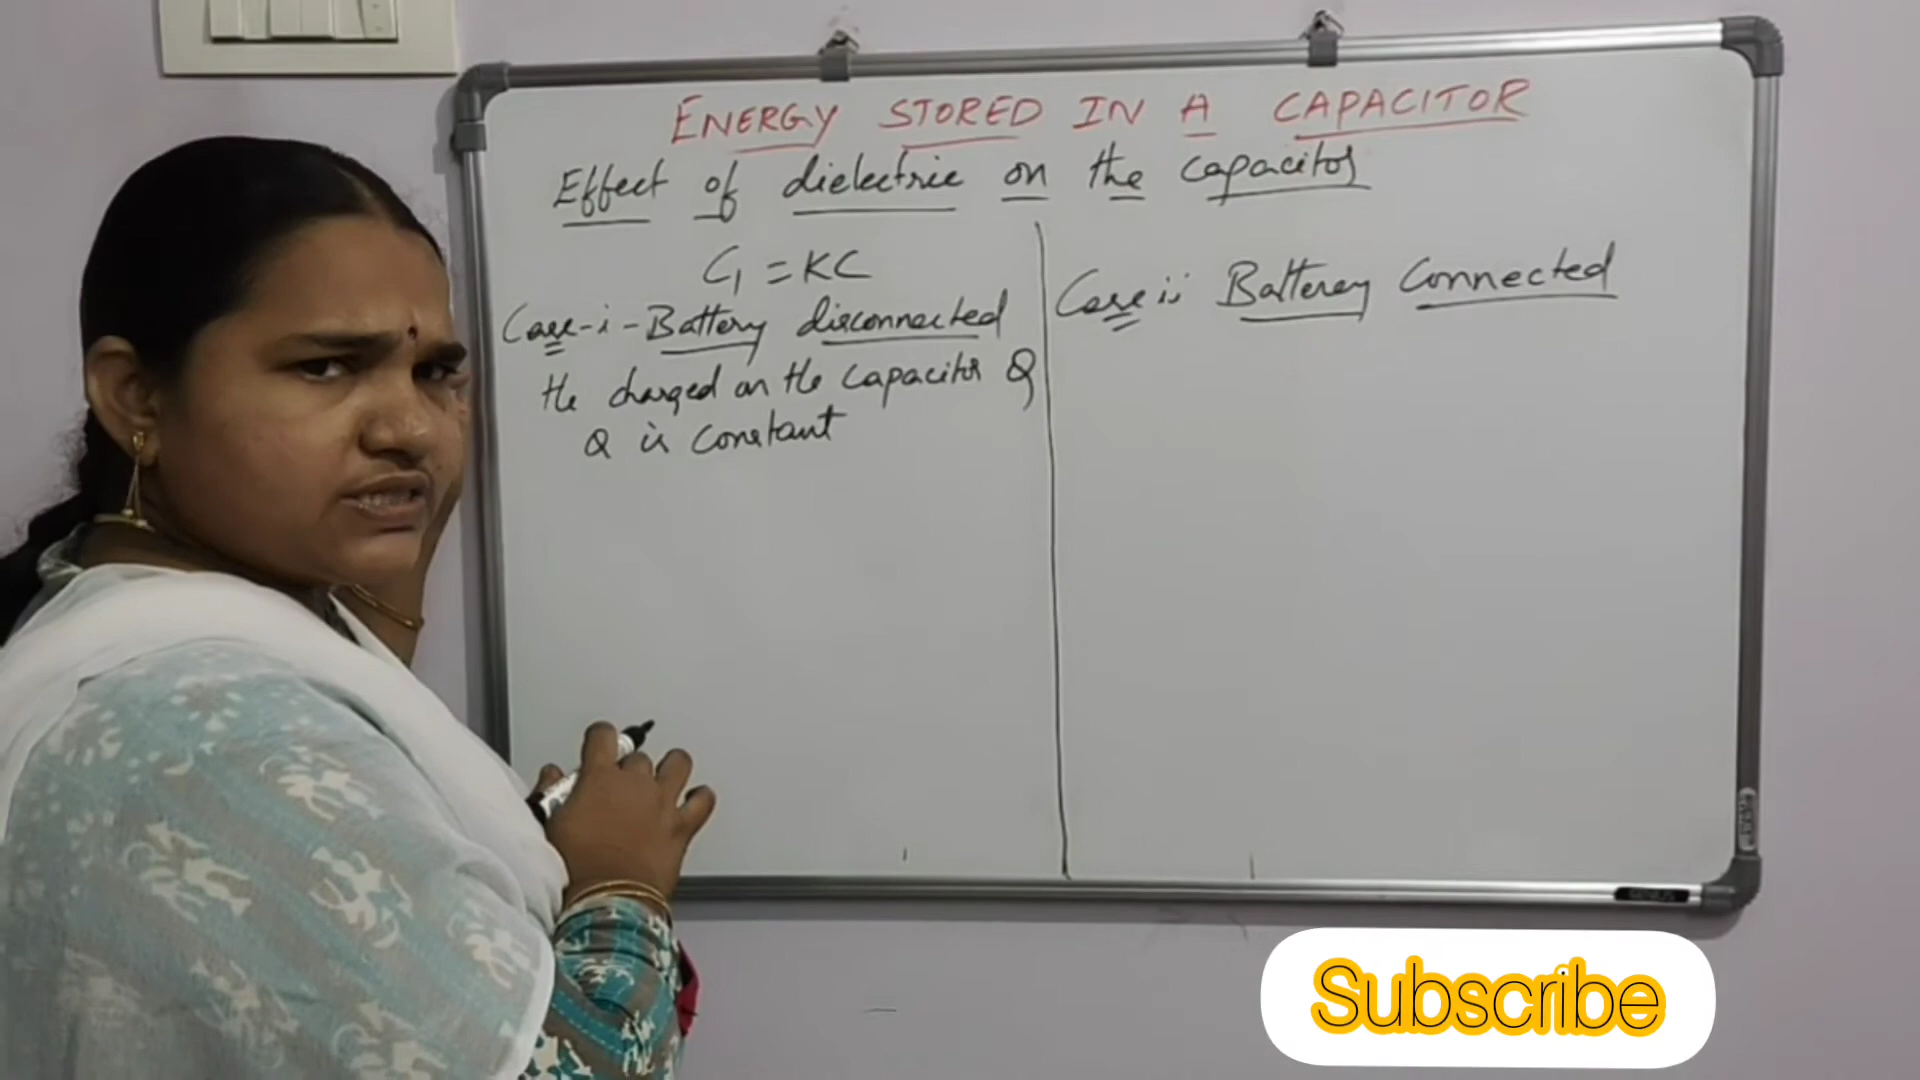 ENERGY STORED IN A CAPACITOR
Effect of dielectric on the capacitor
C₁ = KC
Case-i - Battery disconnected
the charged on the capacitor Q
Q is constant
Case ii Batterey Connected
Subscribe